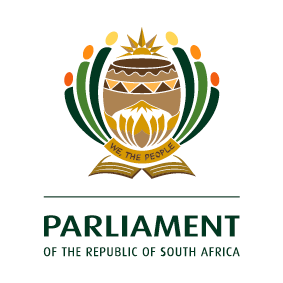 WE, THE PEOPLE
PARLIAMENT
OF THE REPUBLIC OF SOUTH AFRICA